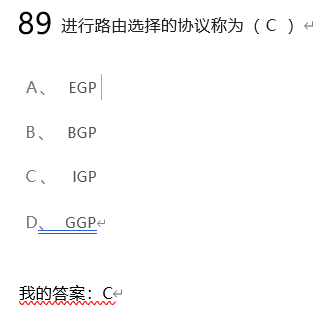 89 进行路由选择的协议称为（ C ）
A、 EGP
B、 BGP
C、 IGP
D、 GGP
我的答案：C